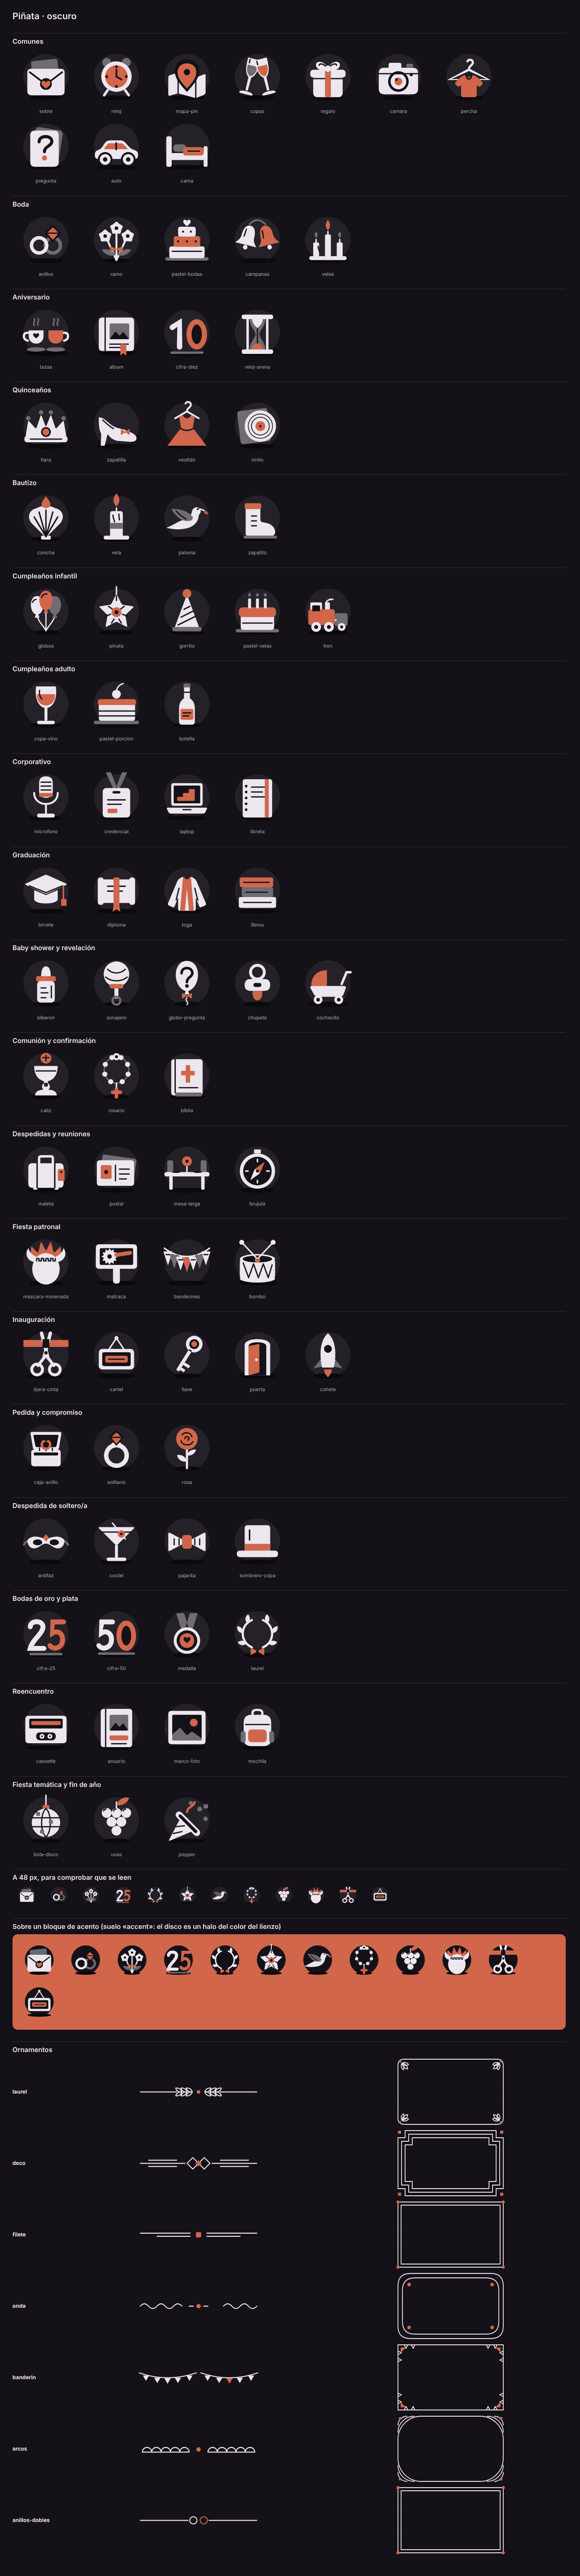 Piñata · oscuro
Comunes
sobre reloj mapa-pin copas regalo camara percha
pregunta auto cama
Boda
anillos ramo pastel-bodas campanas velas
Aniversario
tazas album cifra-diez reloj-arena
10
Quinceaños
tiara zapatilla vestido vinilo
Bautizo
concha vela paloma zapatito
Cumpleaños infantil
globos pinata gorrito pastel-velas tren
Cumpleaños adulto
copa-vino pastel-porcion botella
Corporativo
microfono credencial laptop libreta
Graduación
birrete diploma toga libros
Baby shower y revelación
biberon sonajero globo-pregunta chupete cochecito
Comunión y confirmación
caliz rosario biblia
Despedidas y reuniones
maleta postal mesa-larga brujula
Fiesta patronal
mascara-morenada matraca banderines bombo
Inauguración
tijera-cinta cartel llave puerta cohete
Pedida y compromiso
caja-anillo solitario rosa
Despedida de soltero/a
antifaz coctel pajarita sombrero-copa
Bodas de oro y plata
25 50
cifra-25 cifra-50 medalla laurel
Reencuentro
cassette anuario marco-foto mochila
Fiesta temática y fin de año
bola-disco uvas popper
A 48 px, para comprobar que se leen
25
Sobre un bloque de acento (suelo «accent»: el disco es un halo del color del lienzo)
25
Ornamentos
laurel
deco
filete
onda
banderin
arcos
anillos-dobles